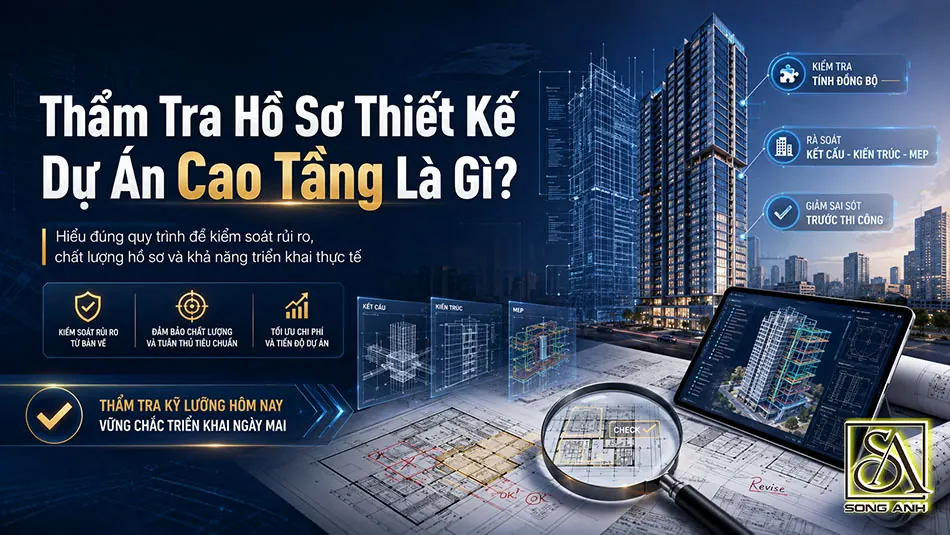 Thẩm Tra Hồ Sơ Thiết Kế
Dự Án Cao Tầng Là Gì?
Hiểu đúng quy trình để kiểm soát rủi ro,
chất lượng hồ sơ và khả năng triển khai thực tế
KIỂM SOÁT RỦI RO
TỪ BẢN VẼ
ĐẢM BẢO CHẤT LƯỢNG
VÀ TUÂN THỦ TIÊU CHUẨN
TỐI ƯU CHI PHÍ
VÀ TIẾN ĐỘ DỰ ÁN
THẨM TRA KỸ LƯỠNG HÔM NAY
VỮNG CHẮC TRIỂN KHAI NGÀY MAI
KIỂM TRA
TÍNH ĐỒNG BỘ
RÀ SOÁT
KẾT CẤU - KIẾN TRÚC - MEP
GIẢM SAI SÓT
TRƯỚC THI CÔNG
KẾT CẤU
KIẾN TRÚC
MEP
CHECK
OK!
OK
Revise
SONG ANH